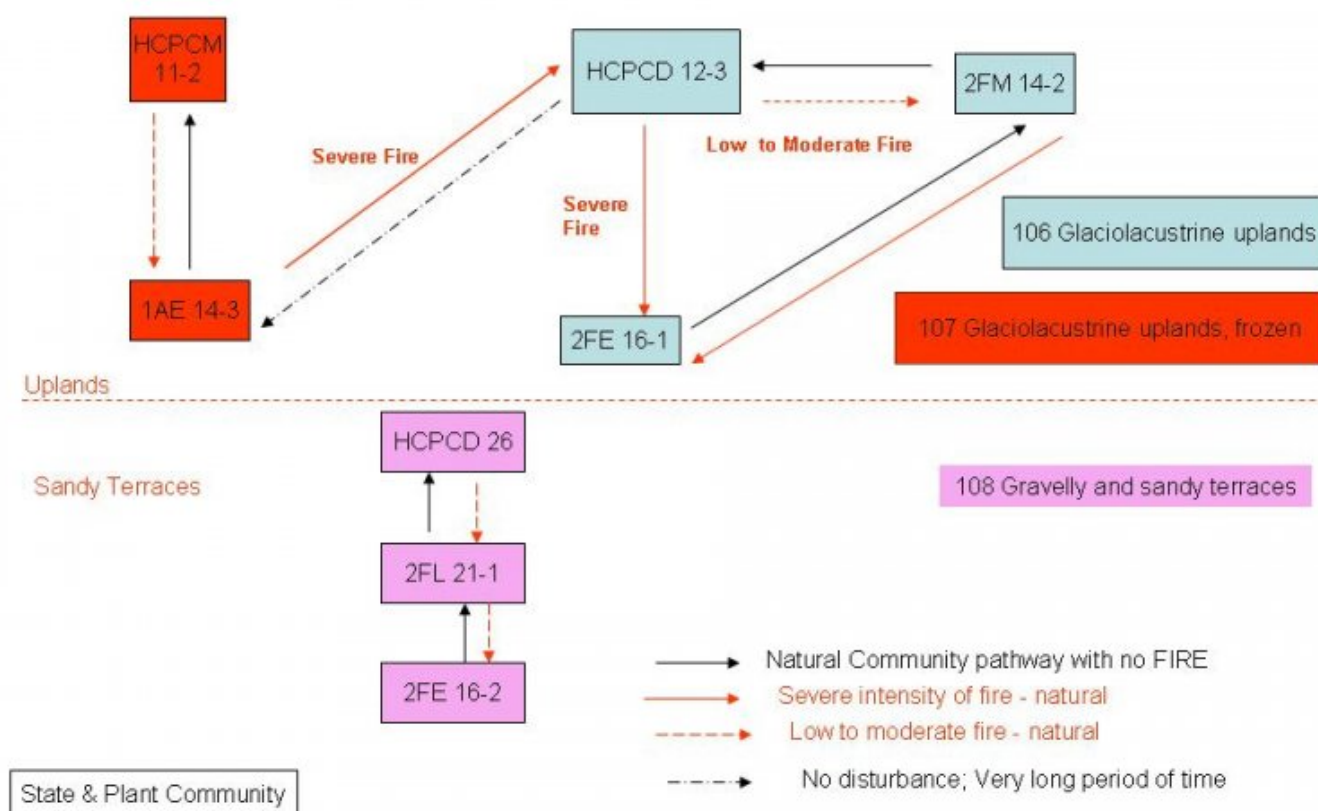 HCPCM
11-2
HCPCD 12-3
2FM 14-2
Severe Fire
Low to Moderate Fire
Severe
Fire
106 Glaciolacustrine uplands
1AE 14-3
2FE 16-1
107 Glaciolacustrine uplands, frozen
Uplands
HCPCD 26
Sandy Terraces
108 Gravelly and sandy terraces
2FL 21-1
2FE 16-2
Natural Community pathway with no FIRE
Severe intensity of fire - natural
Low to moderate fire - natural
No disturbance; Very long period of time
State & Plant Community